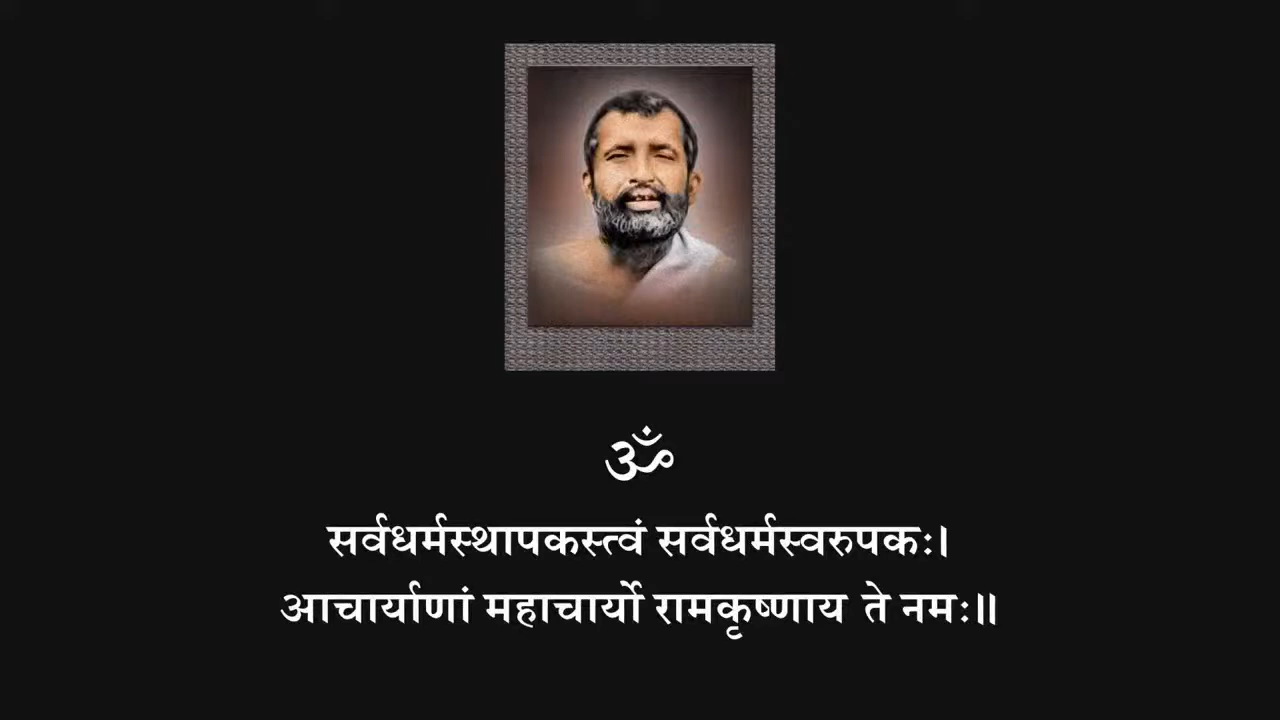 ॐ
सर्वधर्मस्थापकस्त्वं सर्वधर्मस्वरुपकः।
आचार्याणां महाचार्यो रामकृष्णाय ते नमः॥